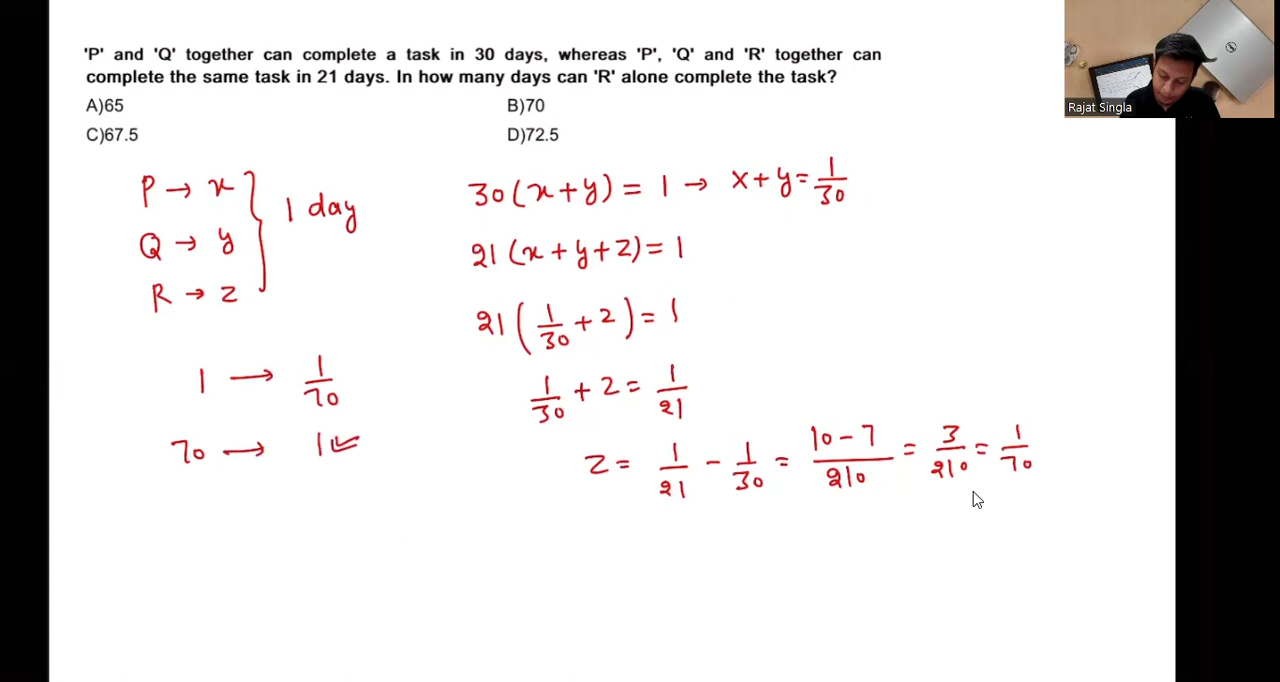 'P' and 'Q' together can complete a task in 30 days, whereas 'P', 'Q' and 'R' together can
complete the same task in 21 days. In how many days can 'R' alone complete the task?
A)65 B)70
C)67.5 D)72.5
Rajat Singla
P → x
Q → y
R → z
} 1 day
1 → 1/70
70 → 1 ✓
30(x+y) = 1 → x+y = 1/30
21(x+y+z) = 1
21(1/30 + z) = 1
1/30 + z = 1/21
z = 1/21 - 1/30 = 10-7/210 = 3/210 = 1/70